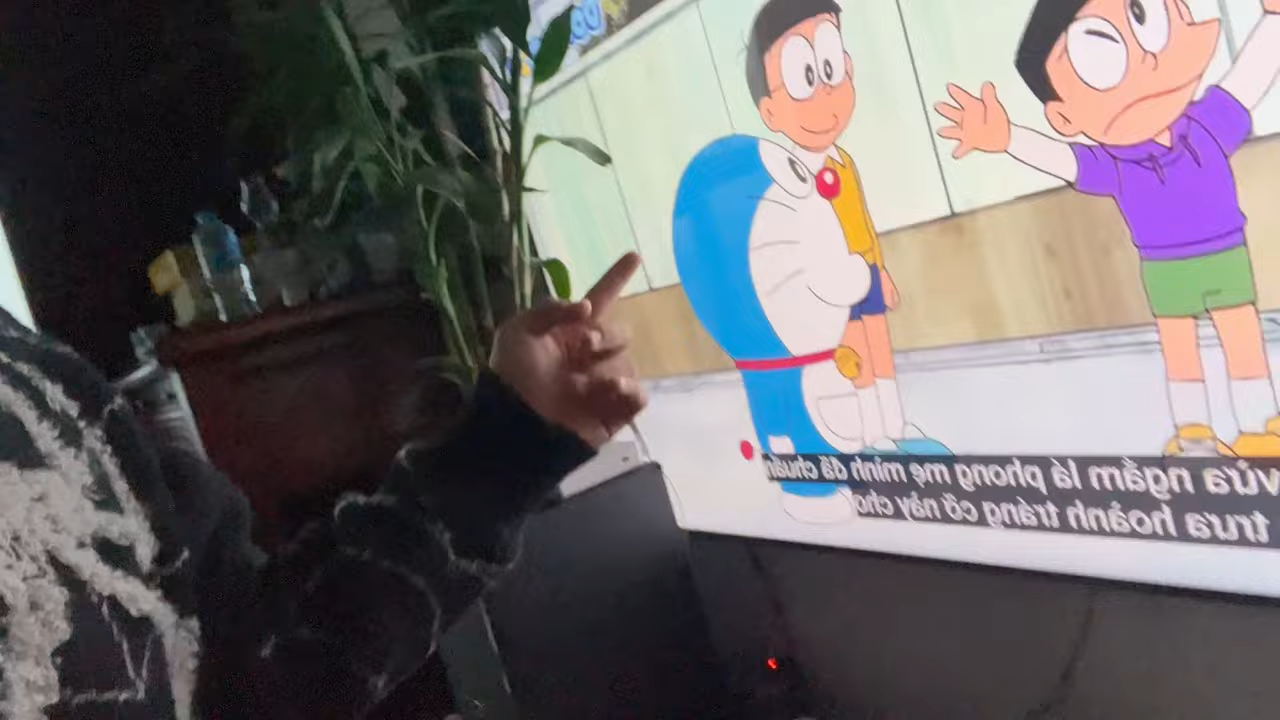 vừa ngắm là phong mẹ mình đã chuẩn
trưa hoành tráng cỡ này cho